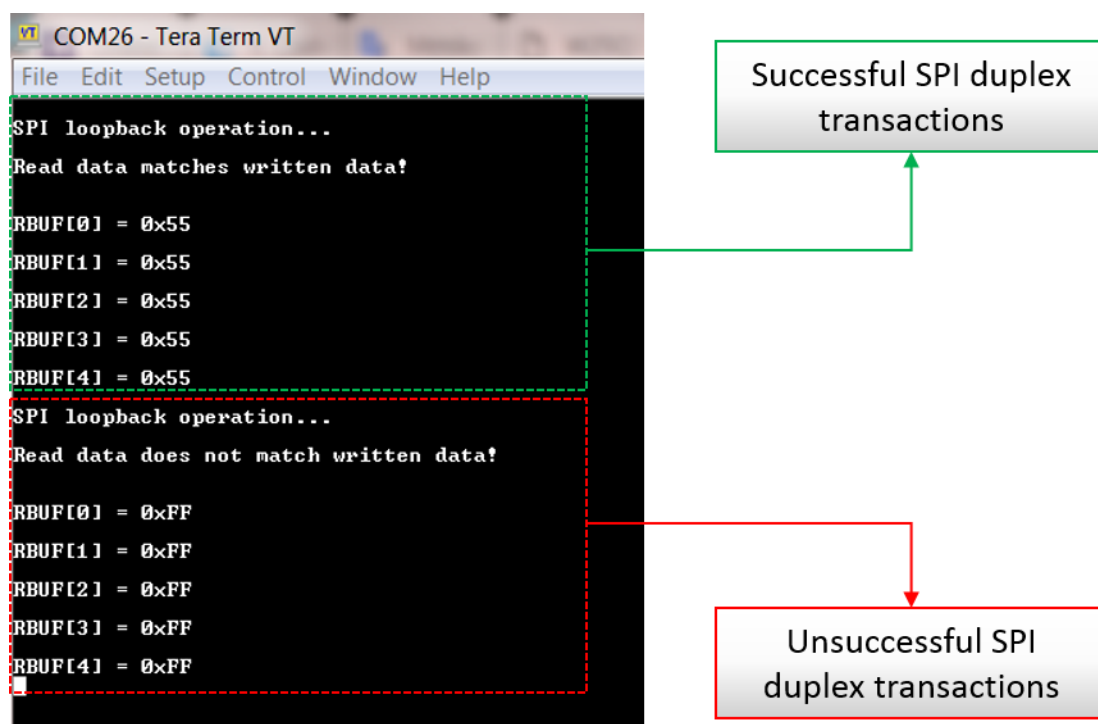 COM26 - Tera Term VT
File Edit Setup Control Window Help
SPI loopback operation...
Read data matches written data!
RBUF[0] = 0x55
RBUF[1] = 0x55
RBUF[2] = 0x55
RBUF[3] = 0x55
RBUF[4] = 0x55
SPI loopback operation...
Read data does not match written data!
RBUF[0] = 0xFF
RBUF[1] = 0xFF
RBUF[2] = 0xFF
RBUF[3] = 0xFF
RBUF[4] = 0xFF
Successful SPI duplex
transactions
Unsuccessful SPI
duplex transactions